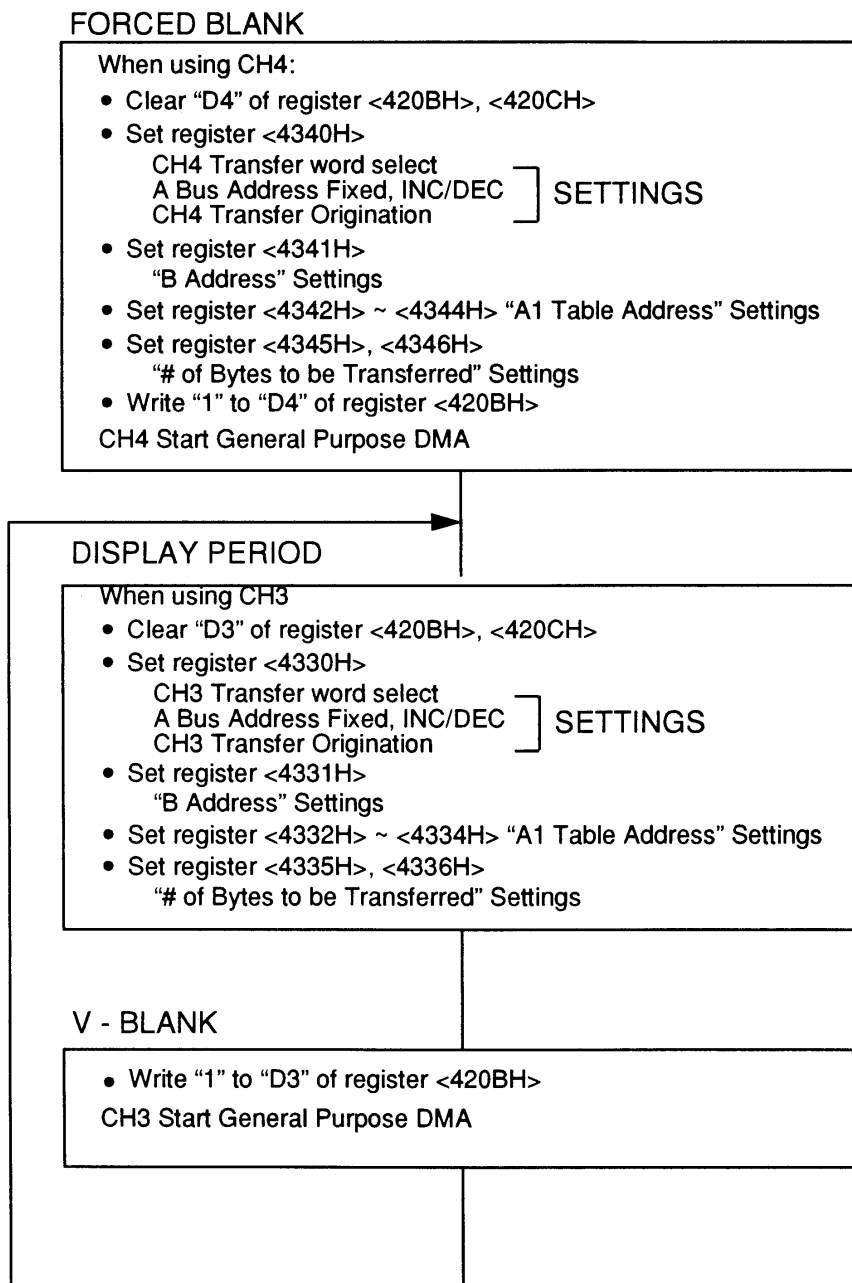 FORCED BLANK
When using CH4:
• Clear “D4” of register <420BH>, <420CH>
• Set register <4340H>
CH4 Transfer word select
A Bus Address Fixed, INC/DEC
CH4 Transfer Origination
SETTINGS
• Set register <4341H>
“B Address” Settings
• Set register <4342H> ~ <4344H> “A1 Table Address” Settings
• Set register <4345H>, <4346H>
“# of Bytes to be Transferred” Settings
• Write “1” to “D4” of register <420BH>
CH4 Start General Purpose DMA
DISPLAY PERIOD
When using CH3
• Clear “D3” of register <420BH>, <420CH>
• Set register <4330H>
CH3 Transfer word select
A Bus Address Fixed, INC/DEC
CH3 Transfer Origination
SETTINGS
• Set register <4331H>
“B Address” Settings
• Set register <4332H> ~ <4334H> “A1 Table Address” Settings
• Set register <4335H>, <4336H>
“# of Bytes to be Transferred” Settings
V - BLANK
• Write “1” to “D3” of register <420BH>
CH3 Start General Purpose DMA